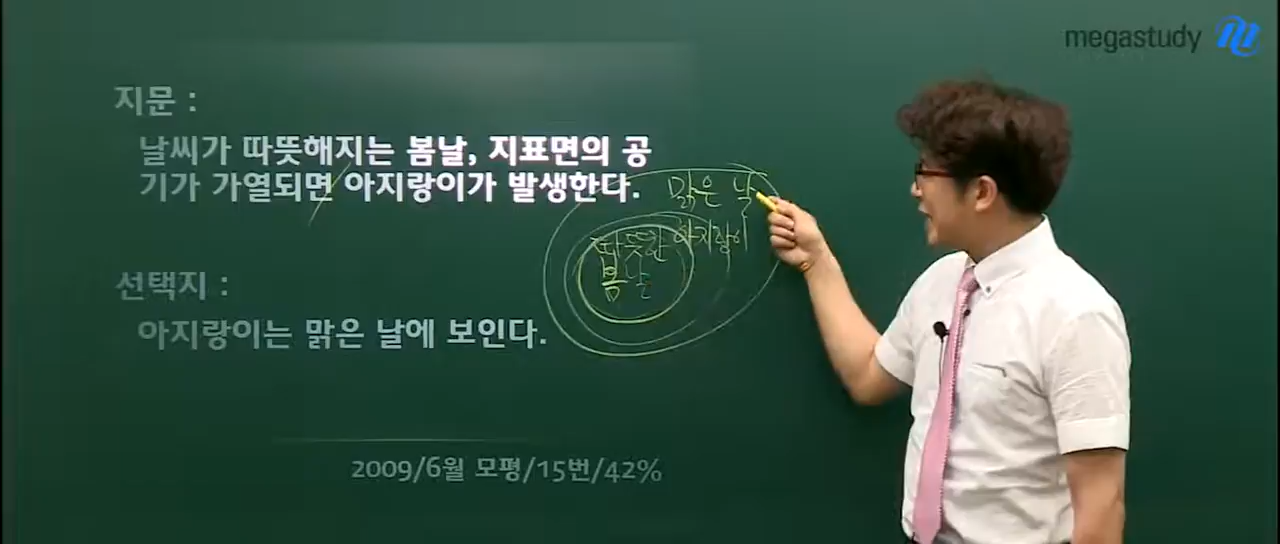 megastudy
지문 :
날씨가 따뜻해지는 봄날, 지표면의 공
기가 가열되면 아지랑이가 발생한다.
맑은 날
아지랑이
따뜻한
봄날
선택지 :
아지랑이는 맑은 날에 보인다.
2009/6월 모평/15번/42%